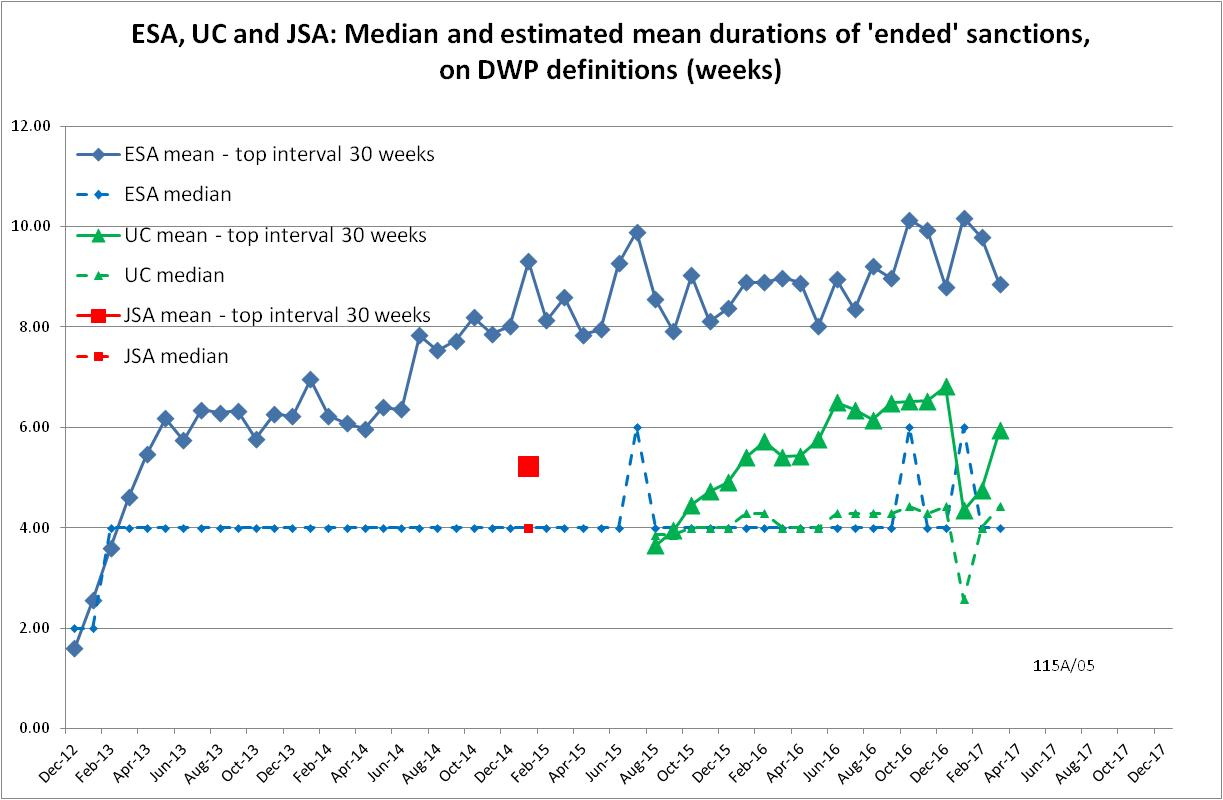 ESA, UC and JSA: Median and estimated mean durations of 'ended' sanctions,
on DWP definitions (weeks)
12.00
10.00
8.00
6.00
4.00
2.00
0.00
ESA mean - top interval 30 weeks
ESA median
UC mean - top interval 30 weeks
UC median
JSA mean - top interval 30 weeks
JSA median
115A/05
Dec-12
Feb-13
Apr-13
Jun-13
Aug-13
Oct-13
Dec-13
Feb-14
Apr-14
Jun-14
Aug-14
Oct-14
Dec-14
Feb-15
Apr-15
Jun-15
Aug-15
Oct-15
Dec-15
Feb-16
Apr-16
Jun-16
Aug-16
Oct-16
Dec-16
Feb-17
Apr-17
Jun-17
Aug-17
Oct-17
Dec-17